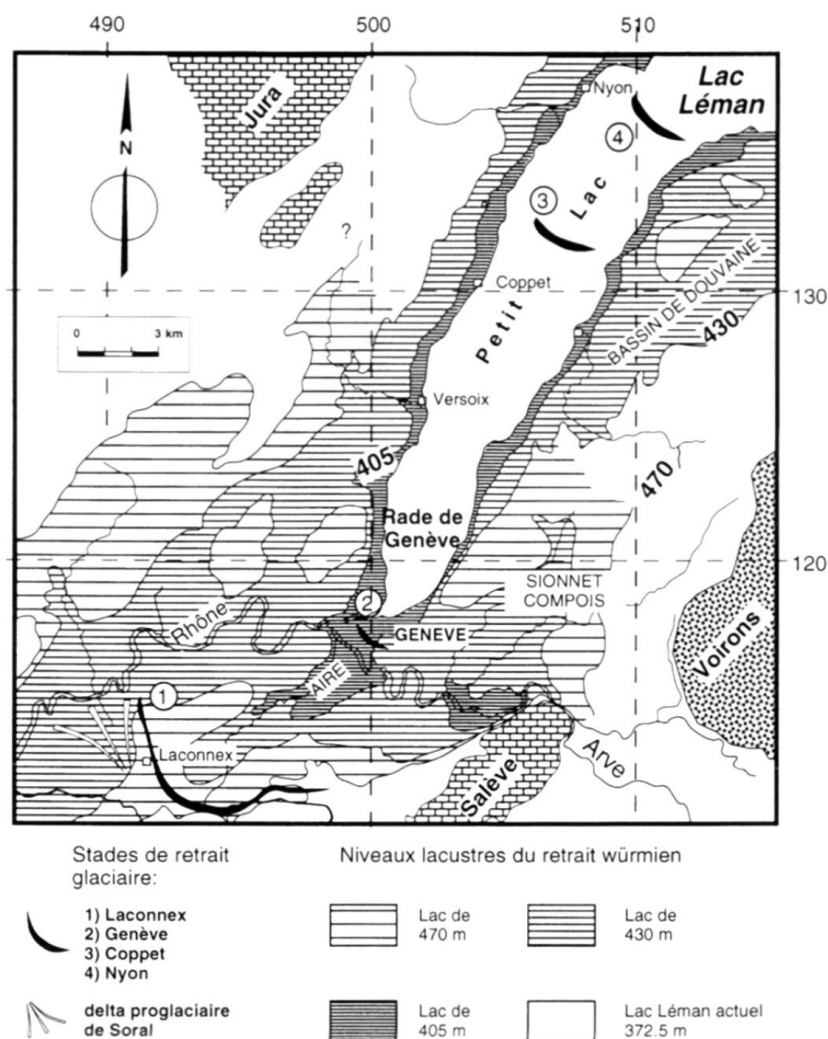 490
500
510
Jura
Nyon
Lac
Léman
4
N
3
Lac
?
Coppet
130
0
3 km
Petit
BASSIN DE DOUVAINE
430
Versoix
405
470
Rade de
Genève
120
SIONNET
COMPOIS
2
Rhône
GENEVE
Voirons
AIRE
1
Laconnex
Salève
Arve
Stades de retrait
glaciaire:
1) Laconnex
2) Genève
3) Coppet
4) Nyon
delta proglaciaire
de Soral
Niveaux lacustres du retrait würmien
Lac de
470 m
Lac de
430 m
Lac de
405 m
Lac Léman actuel
372.5 m